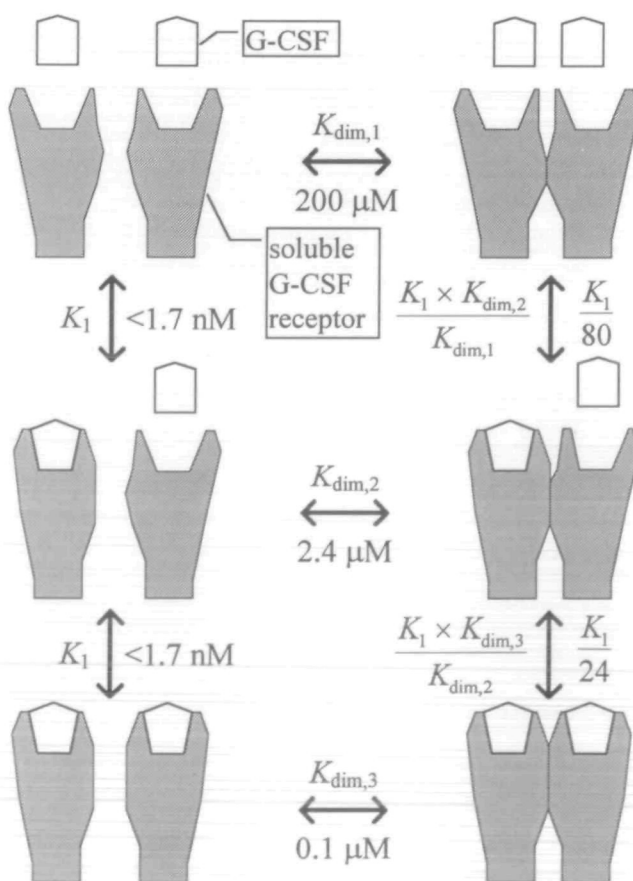 G-CSF
K_dim,1
200 μM
soluble
G-CSF
receptor
K_1
<1.7 nM
K_1 × K_dim,2
K_dim,1
K_1
80
K_dim,2
2.4 μM
K_1
<1.7 nM
K_1 × K_dim,3
K_dim,2
K_1
24
K_dim,3
0.1 μM